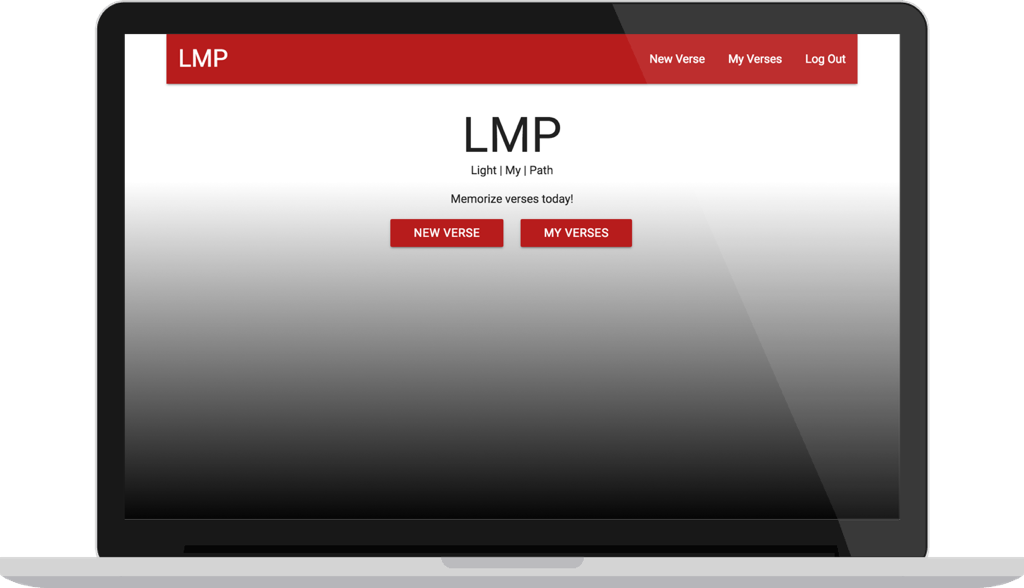 LMP New Verse My Verses Log Out
LMP
Light | My | Path
Memorize verses today!
NEW VERSE MY VERSES